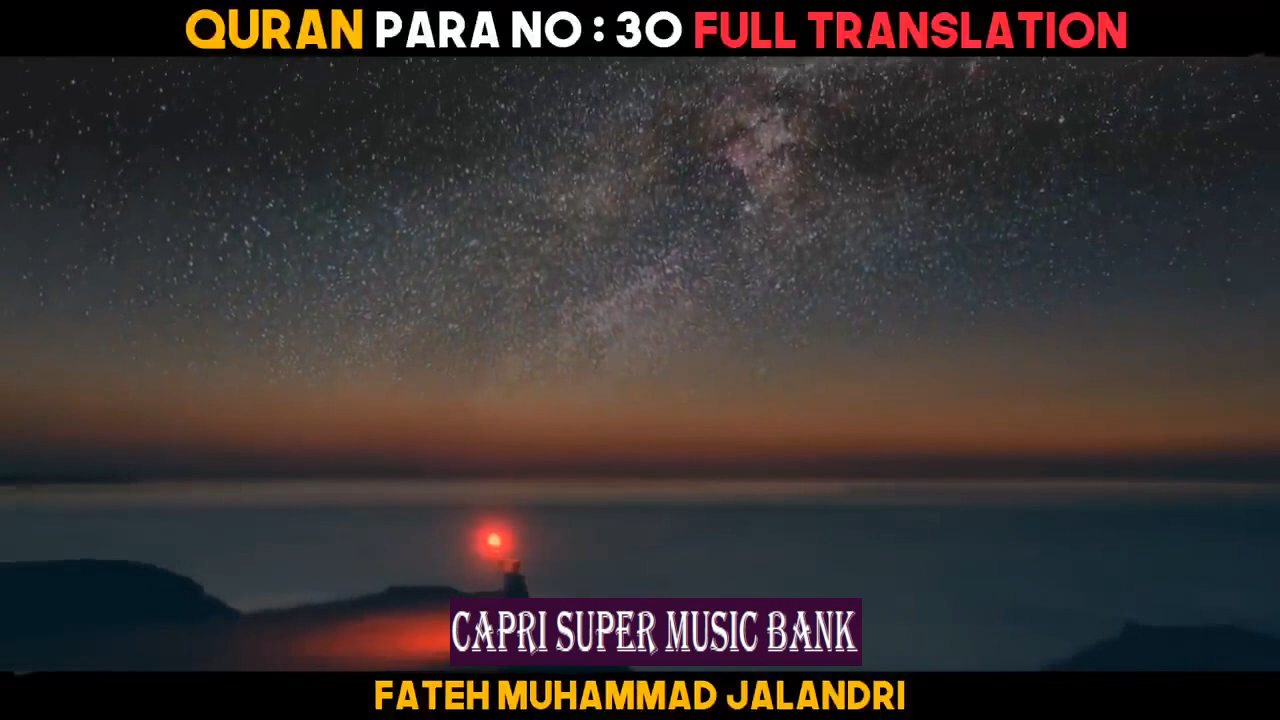 QURAN PARA NO : 30 FULL TRANSLATION
CAPRI SUPER MUSIC BANK
FATEH MUHAMMAD JALANDRI